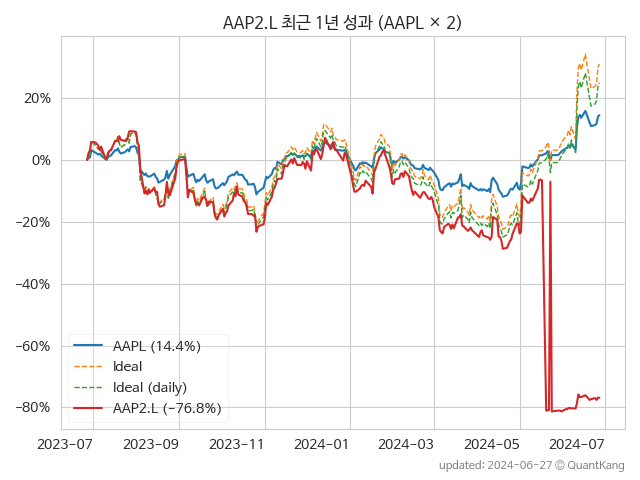 AAP2.L 최근 1년 성과 (AAPL × 2)
20%
0%
−20%
−40%
−60%
−80%
AAPL (14.4%)
Ideal
Ideal (daily)
AAP2.L (−76.8%)
2023-07 2023-09 2023-11 2024-01 2024-03 2024-05 2024-07
updated: 2024-06-27 © QuantKang